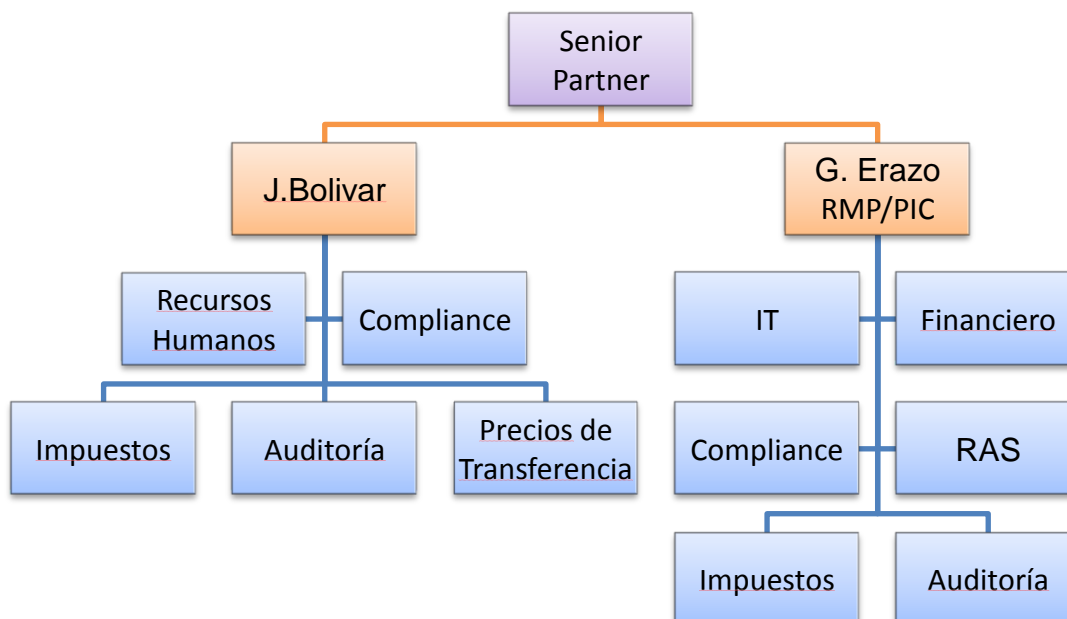 Senior
Partner
J.Bolivar
G. Erazo
RMP/PIC
Recursos
Humanos
Compliance
IT
Financiero
Impuestos
Auditoría
Precios de
Transferencia
Compliance
RAS
Impuestos
Auditoría